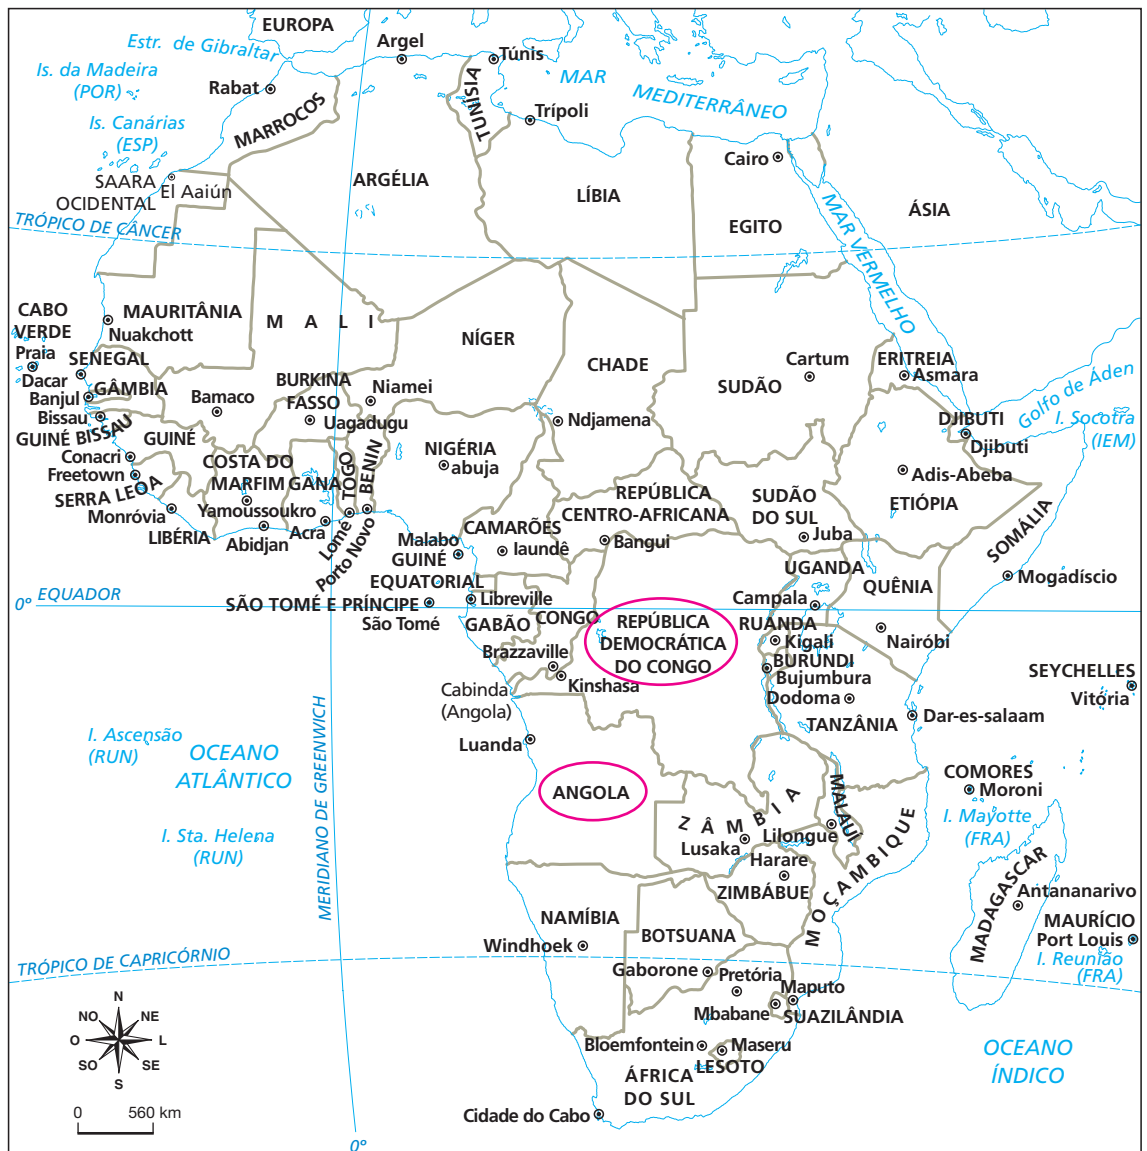 EUROPA
Estr. de Gibraltar
Argel
Túnis
Is. da Madeira
(POR)
Rabat
MAR
MEDITERRÂNEO
TUNISIA
Trípoli
MARROCOS
Is. Canárias
(ESP)
Cairo
SAARA
OCIDENTAL
El Aaiún
ARGÉLIA
LÍBIA
EGITO
ÁSIA
TRÓPICO DE CÂNCER
MAR VERMELHO
CABO
VERDE
Praia
MAURITÂNIA
Nuakchott
MALI
NÍGER
CHADE
SUDÃO
Cartum
ERITREIA
Asmara
SENEGAL
Dacar
GÂMBIA
Banjul
Bissau
GUINÉ BISSAU
Bamaco
BURKINA
FASSO
Uagadugu
Niamei
Ndjamena
Golfo de Áden
I. Socotra
(IEM)
DJIBUTI
Djibuti
GUINÉ
Conacri
Freetown
SERRA LEOA
Monróvia
LIBÉRIA
COSTA DO
MARFIM
GANA
Yamoussoukro
Abidjan
Acra
TOGO
BENIN
Lomé
Porto Novo
NIGÉRIA
abuja
Adis-Abeba
ETIÓPIA
REPÚBLICA
CENTRO-AFRICANA
Bangui
SUDÃO
DO SUL
Juba
SOMÁLIA
CAMARÕES
Iaundê
Malabo
GUINÉ
EQUATORIAL
UGANDA
QUÊNIA
Mogadíscio
0º
EQUADOR
SÃO TOMÉ E PRÍNCIPE
São Tomé
Libreville
GABÃO
CONGO
REPÚBLICA
DEMOCRÁTICA
DO CONGO
Campala
RUANDA
Kigali
Nairóbi
Brazzaville
Kinshasa
BURUNDI
Bujumbura
Dodoma
TANZÂNIA
Dar-es-salaam
SEYCHELLES
Vitória
Cabinda
(Angola)
Luanda
I. Ascensão
(RUN)
OCEANO
ATLÂNTICO
MERIDIANO DE GREENWICH
ANGOLA
COMORES
Moroni
I. Mayotte
(FRA)
I. Sta. Helena
(RUN)
ZÂMBIA
Lusaka
MALAUÍ
Lilongue
MOÇAMBIQUE
Harare
ZIMBÁBUE
MADAGASCAR
Antananarivo
MAURÍCIO
Port Louis
I. Reunião
(FRA)
NAMÍBIA
Windhoek
BOTSUANA
TRÓPICO DE CAPRICÓRNIO
Gaborone
Pretória
Maputo
Mbabane
SUAZILÂNDIA
N
NO
NE
O
L
SO
SE
S
Bloemfontein
Maseru
LESOTO
ÁFRICA
DO SUL
OCEANO
ÍNDICO
Cidade do Cabo
0
560 km
0º